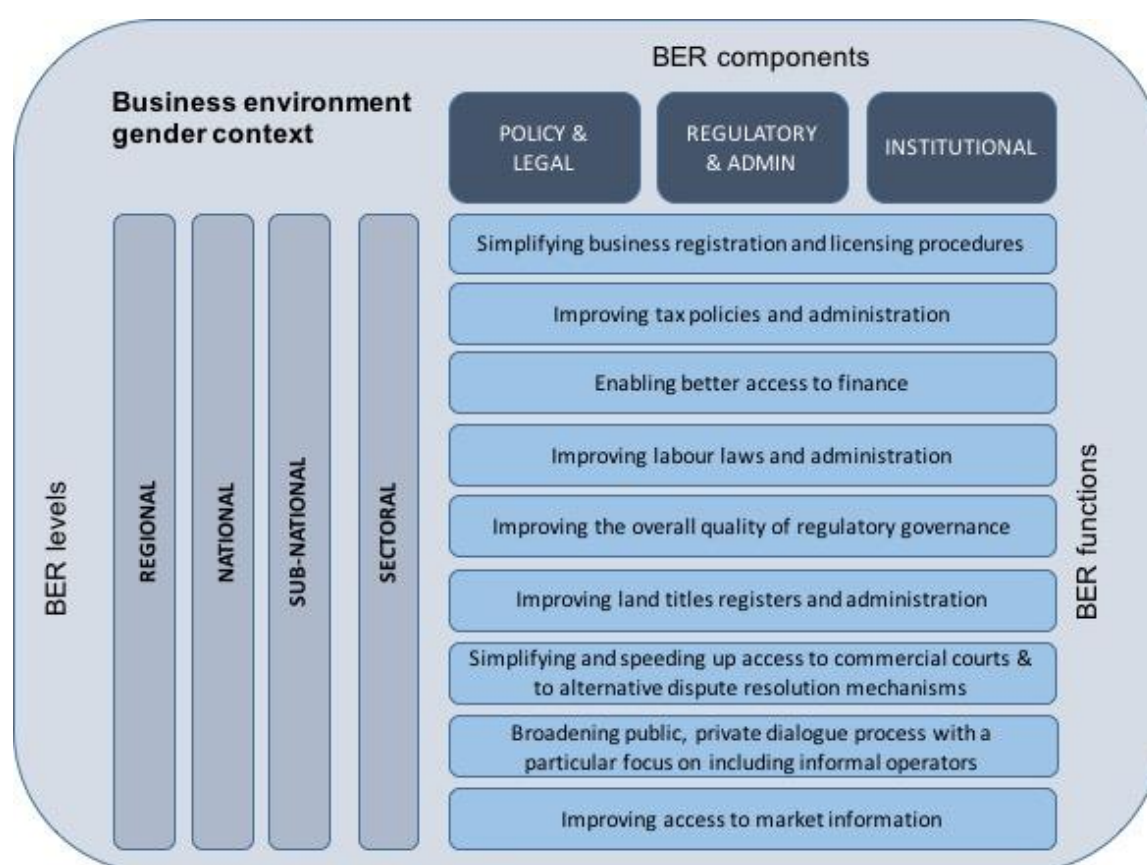 BER components
Business environment
gender context
POLICY &
LEGAL
REGULATORY
& ADMIN
INSTITUTIONAL
BER levels
REGIONAL
NATIONAL
SUB-NATIONAL
SECTORAL
Simplifying business registration and licensing procedures
Improving tax policies and administration
Enabling better access to finance
Improving labour laws and administration
Improving the overall quality of regulatory governance
Improving land titles registers and administration
Simplifying and speeding up access to commercial courts &
to alternative dispute resolution mechanisms
Broadening public, private dialogue process with a
particular focus on including informal operators
Improving access to market information
BER functions